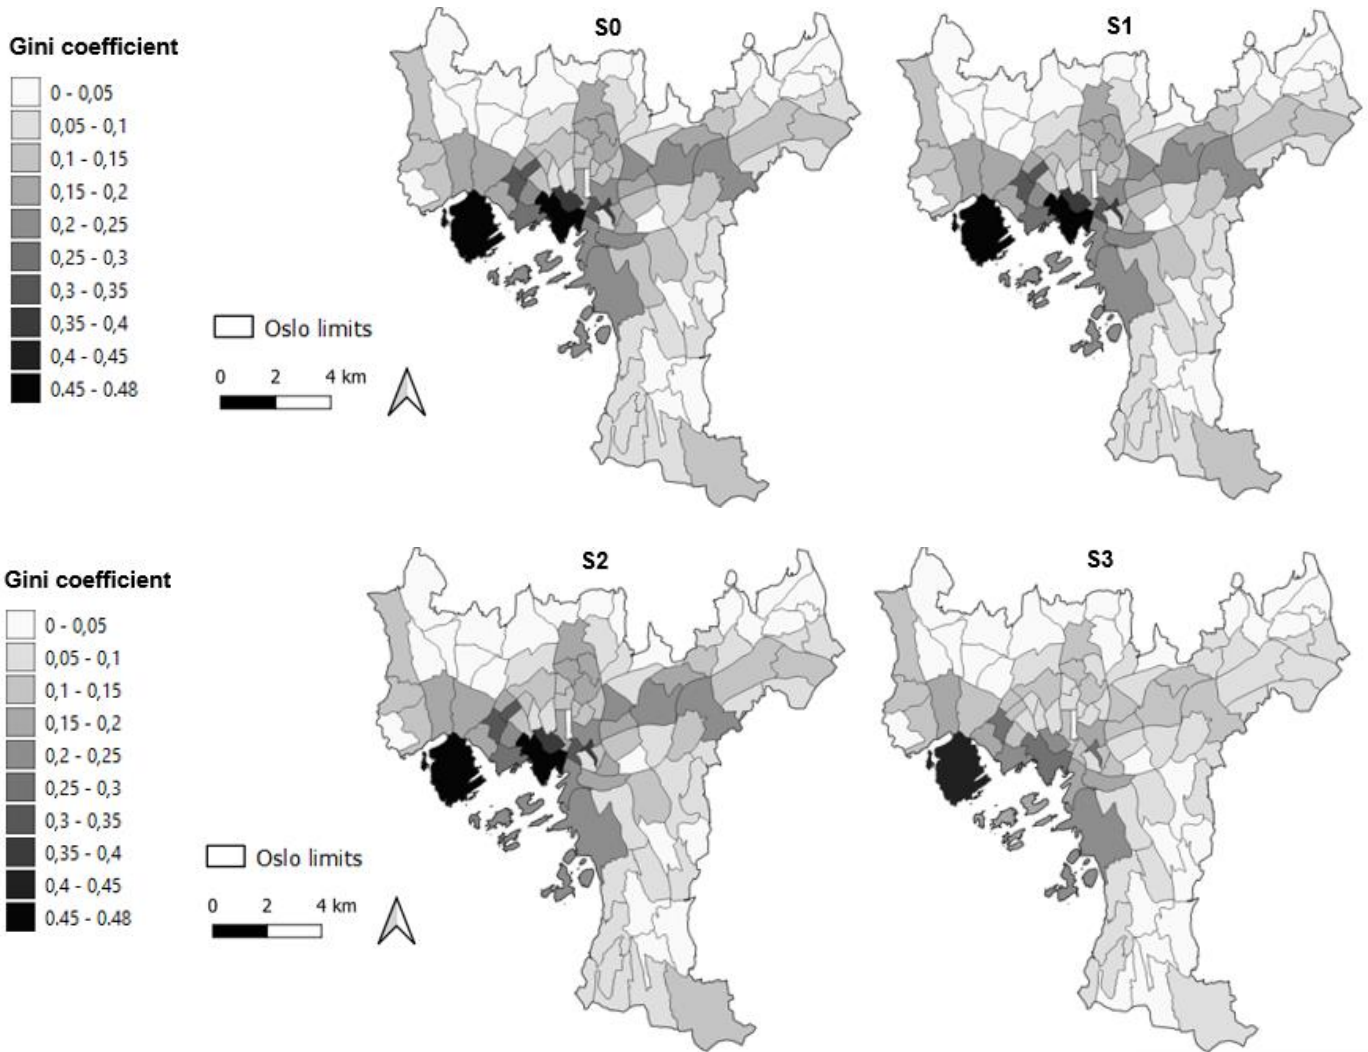 S0
S1
Gini coefficient
0 - 0,05
0,05 - 0,1
0,1 - 0,15
0,15 - 0,2
0,2 - 0,25
0,25 - 0,3
0,3 - 0,35
0,35 - 0,4
0,4 - 0,45
0.45 - 0.48
Oslo limits
0 2 4 km
S2
S3
Gini coefficient
0 - 0,05
0,05 - 0,1
0,1 - 0,15
0,15 - 0,2
0,2 - 0,25
0,25 - 0,3
0,3 - 0,35
0,35 - 0,4
0,4 - 0,45
0.45 - 0.48
Oslo limits
0 2 4 km